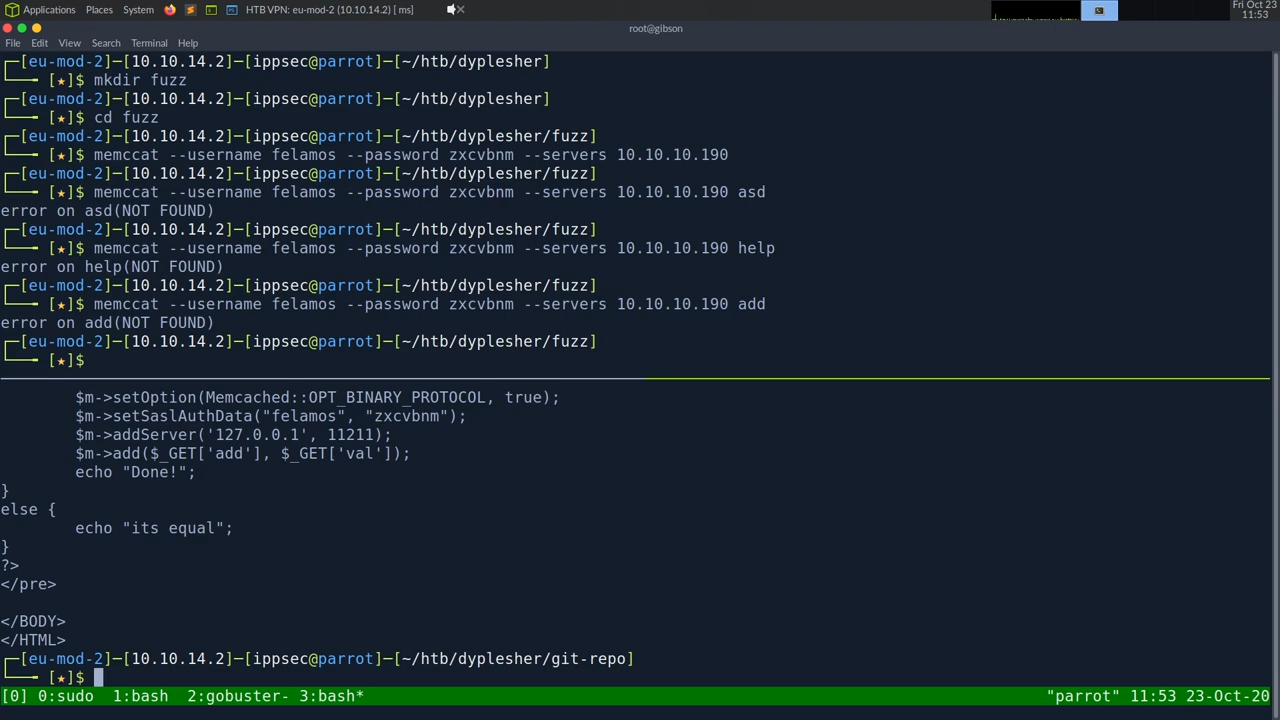 Applications Places System HTB VPN: eu-mod-2 (10.10.14.2) [ms] Fri Oct 23
11:53
root@gibson
File Edit View Search Terminal Help
┌─[eu-mod-2]─[10.10.14.2]─[ippsec@parrot]─[~/htb/dyplesher]
└──╼ [★]$ mkdir fuzz
┌─[eu-mod-2]─[10.10.14.2]─[ippsec@parrot]─[~/htb/dyplesher]
└──╼ [★]$ cd fuzz
┌─[eu-mod-2]─[10.10.14.2]─[ippsec@parrot]─[~/htb/dyplesher/fuzz]
└──╼ [★]$ memccat --username felamos --password zxcvbnm --servers 10.10.10.190
┌─[eu-mod-2]─[10.10.14.2]─[ippsec@parrot]─[~/htb/dyplesher/fuzz]
└──╼ [★]$ memccat --username felamos --password zxcvbnm --servers 10.10.10.190 asd
error on asd(NOT FOUND)
┌─[eu-mod-2]─[10.10.14.2]─[ippsec@parrot]─[~/htb/dyplesher/fuzz]
└──╼ [★]$ memccat --username felamos --password zxcvbnm --servers 10.10.10.190 help
error on help(NOT FOUND)
┌─[eu-mod-2]─[10.10.14.2]─[ippsec@parrot]─[~/htb/dyplesher/fuzz]
└──╼ [★]$ memccat --username felamos --password zxcvbnm --servers 10.10.10.190 add
error on add(NOT FOUND)
┌─[eu-mod-2]─[10.10.14.2]─[ippsec@parrot]─[~/htb/dyplesher/fuzz]
└──╼ [★]$
        $m->setOption(Memcached::OPT_BINARY_PROTOCOL, true);
        $m->setSaslAuthData("felamos", "zxcvbnm");
        $m->addServer('127.0.0.1', 11211);
        $m->add($_GET['add'], $_GET['val']);
        echo "Done!";
}
else {
        echo "its equal";
}
?>
</pre>
</BODY>
</HTML>
┌─[eu-mod-2]─[10.10.14.2]─[ippsec@parrot]─[~/htb/dyplesher/git-repo]
└──╼ [★]$
[0] 0:sudo  1:bash  2:gobuster- 3:bash* "parrot" 11:53 23-Oct-20